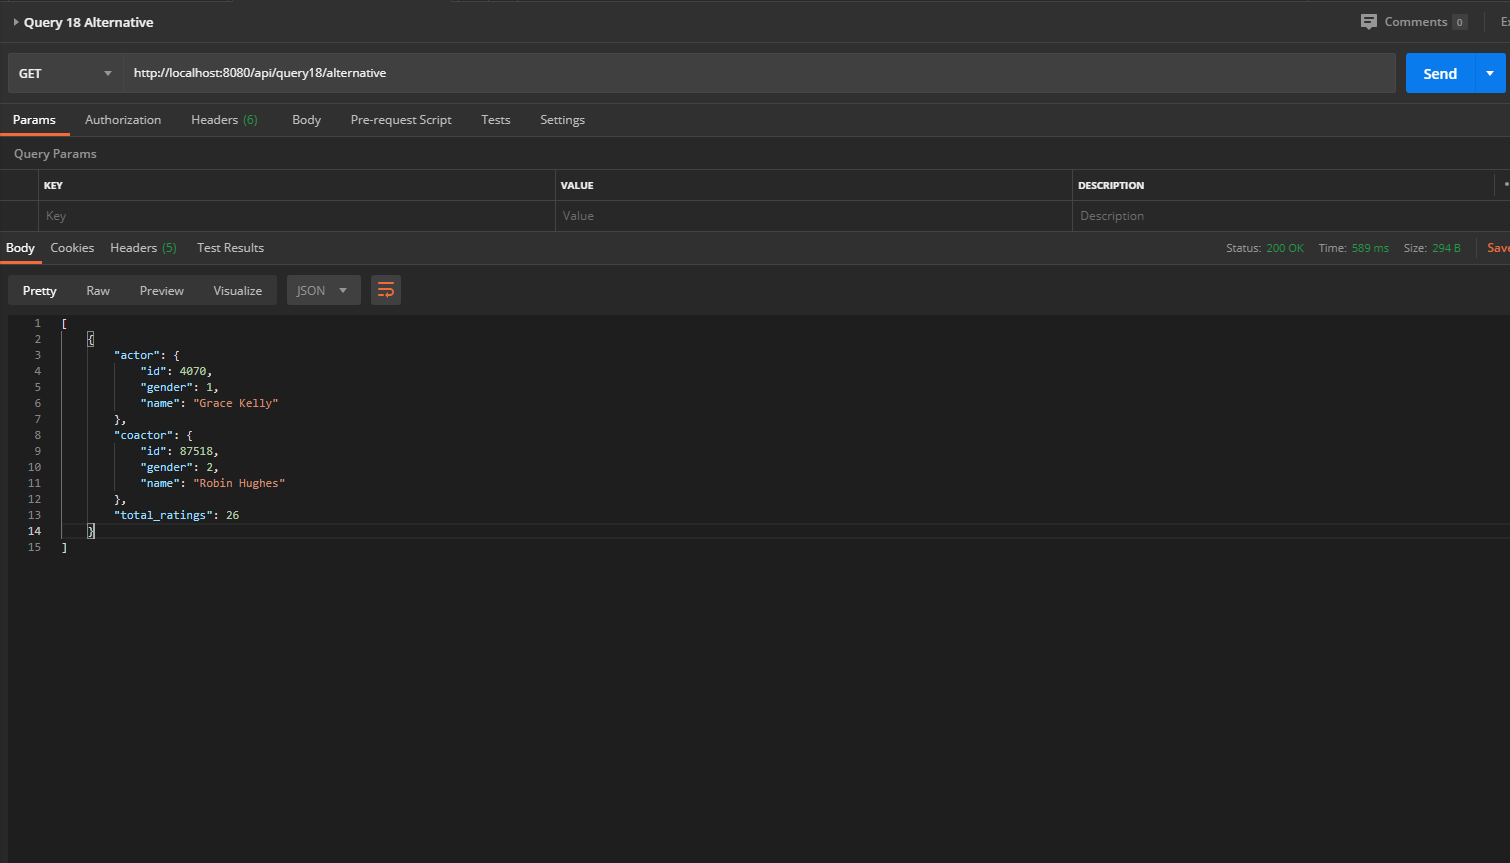 Query 18 Alternative
Comments 0
GET http://localhost:8080/api/query18/alternative Send
Params Authorization Headers (6) Body Pre-request Script Tests Settings
Query Params
KEY VALUE DESCRIPTION
Key Value Description
Body Cookies Headers (5) Test Results Status: 200 OK Time: 589 ms Size: 294 B Save
Pretty Raw Preview Visualize JSON
1 [
2 {
3 "actor": {
4 "id": 4070,
5 "gender": 1,
6 "name": "Grace Kelly"
7 },
8 "coactor": {
9 "id": 87518,
10 "gender": 2,
11 "name": "Robin Hughes"
12 },
13 "total_ratings": 26
14 }
15 ]